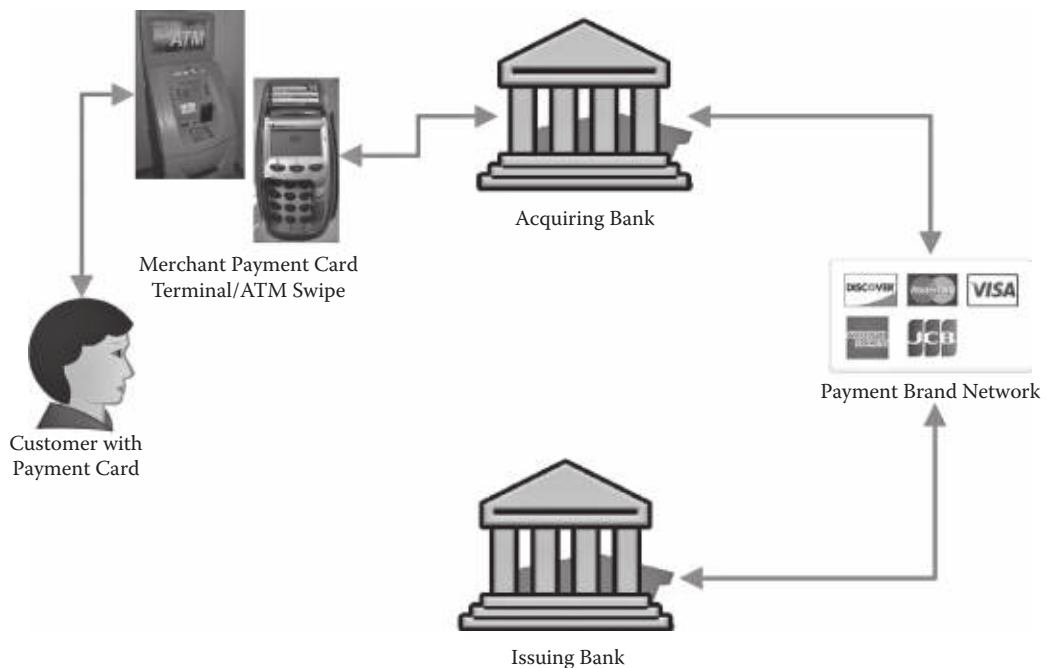 ATM
Acquiring Bank
Merchant Payment Card
Terminal/ATM Swipe
DISCOVER
MasterCard
VISA
JCB
Payment Brand Network
Customer with
Payment Card
Issuing Bank